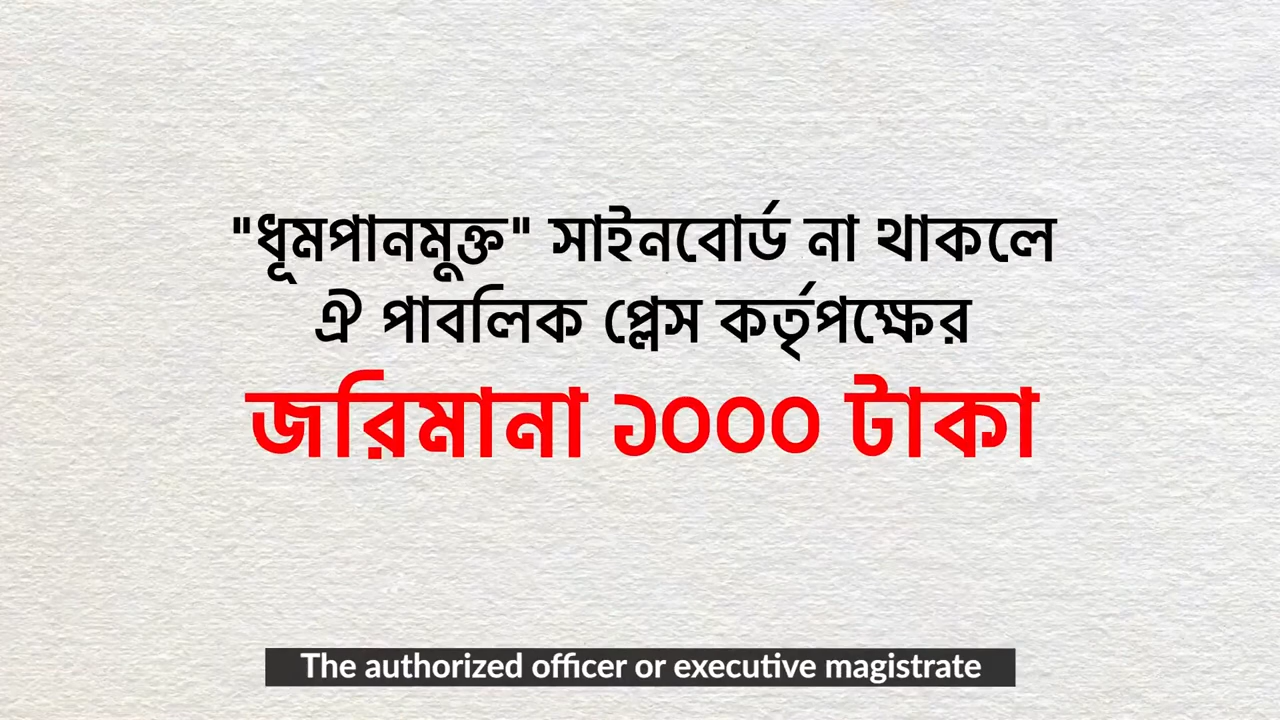 "ধূমপানমুক্ত" সাইনবোর্ড না থাকলে
ঐ পাবলিক প্লেস কর্তৃপক্ষের
জরিমানা ১০০০ টাকা
The authorized officer or executive magistrate